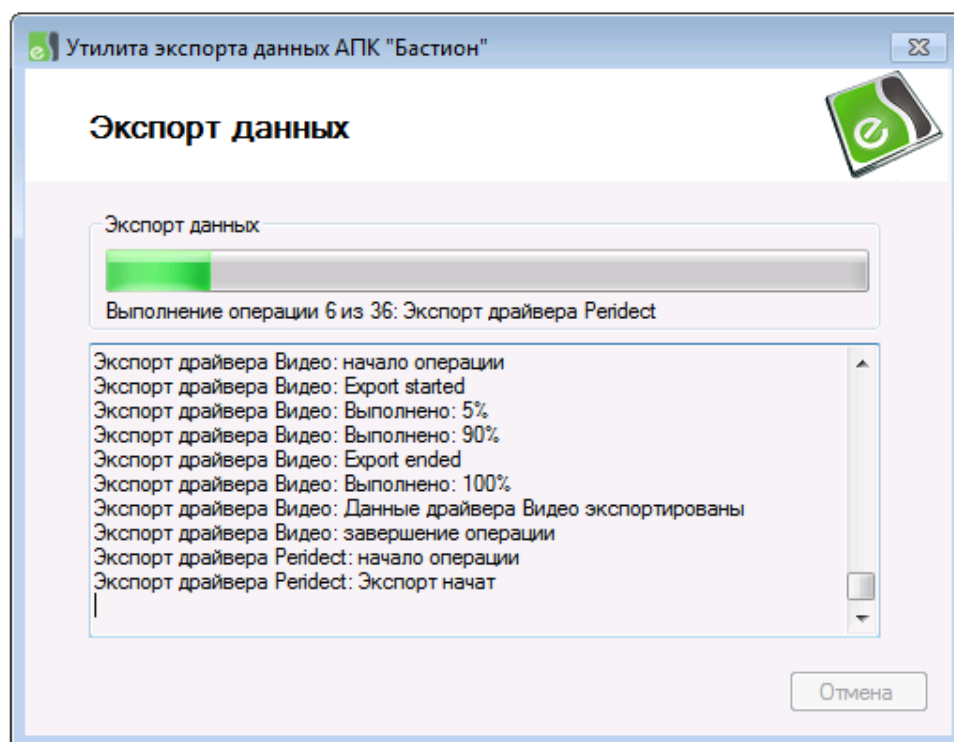 Утилита экспорта данных АПК "Бастион"
Экспорт данных
Экспорт данных
Выполнение операции 6 из 36: Экспорт драйвера Peridect
Экспорт драйвера Видео: начало операции
Экспорт драйвера Видео: Export started
Экспорт драйвера Видео: Выполнено: 5%
Экспорт драйвера Видео: Выполнено: 90%
Экспорт драйвера Видео: Export ended
Экспорт драйвера Видео: Выполнено: 100%
Экспорт драйвера Видео: Данные драйвера Видео экспортированы
Экспорт драйвера Видео: завершение операции
Экспорт драйвера Peridect: начало операции
Экспорт драйвера Peridect: Экспорт начат
Отмена